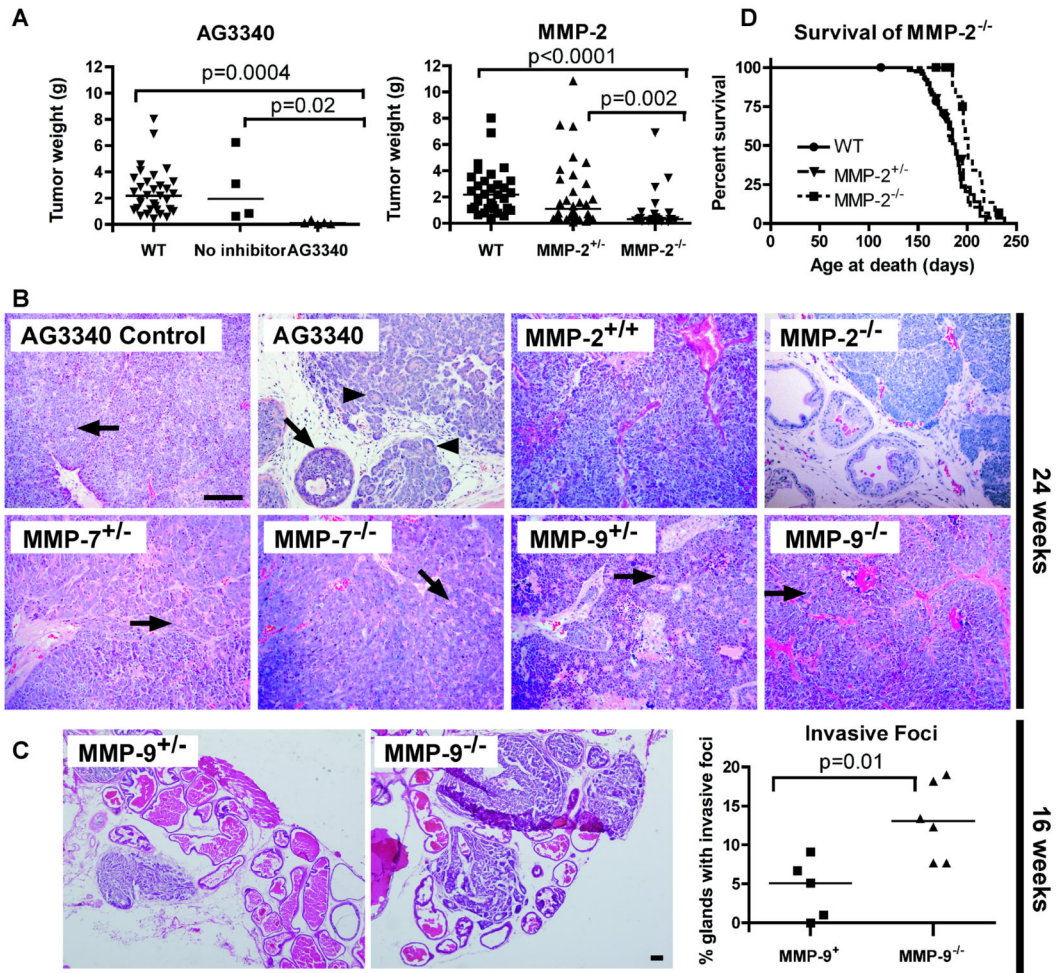 A
AG3340
Tumor weight (g)
12
10
8
6
4
2
0
p=0.0004
p=0.02
WT
No inhibitor
AG3340
MMP-2
Tumor weight (g)
12
10
8
6
4
2
0
p<0.0001
p=0.002
WT
MMP-2+/-
MMP-2-/-
D
Survival of MMP-2-/-
Percent survival
100
75
50
25
0
WT
MMP-2+/-
MMP-2-/-
0
50
100
150
200
250
Age at death (days)
B
AG3340 Control
AG3340
MMP-2+/+
MMP-2-/-
MMP-7+/-
MMP-7-/-
MMP-9+/-
MMP-9-/-
24 weeks
C
MMP-9+/-
MMP-9-/-
Invasive Foci
% glands with invasive foci
20
15
10
5
0
p=0.01
MMP-9+
MMP-9-/-
16 weeks